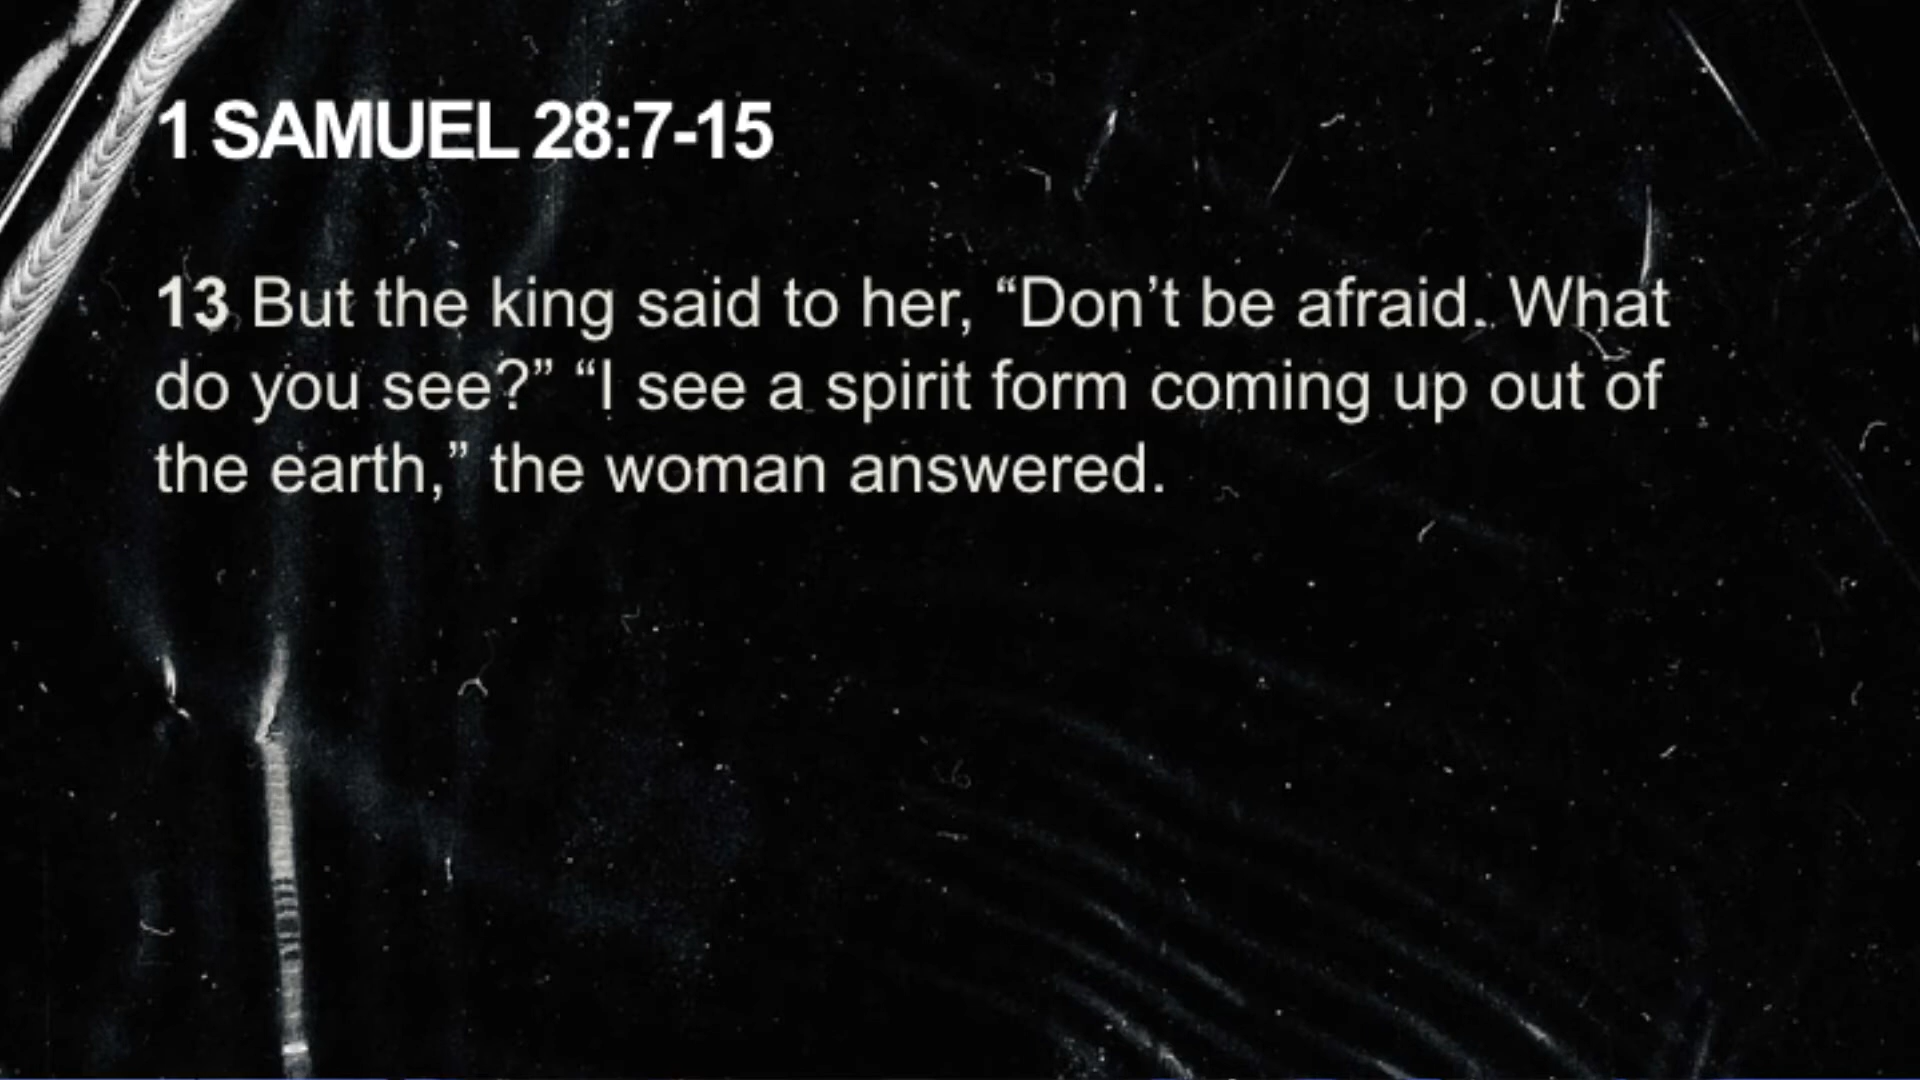 1 SAMUEL 28:7-15
13 But the king said to her, “Don’t be afraid. What
do you see?” “I see a spirit form coming up out of
the earth,” the woman answered.